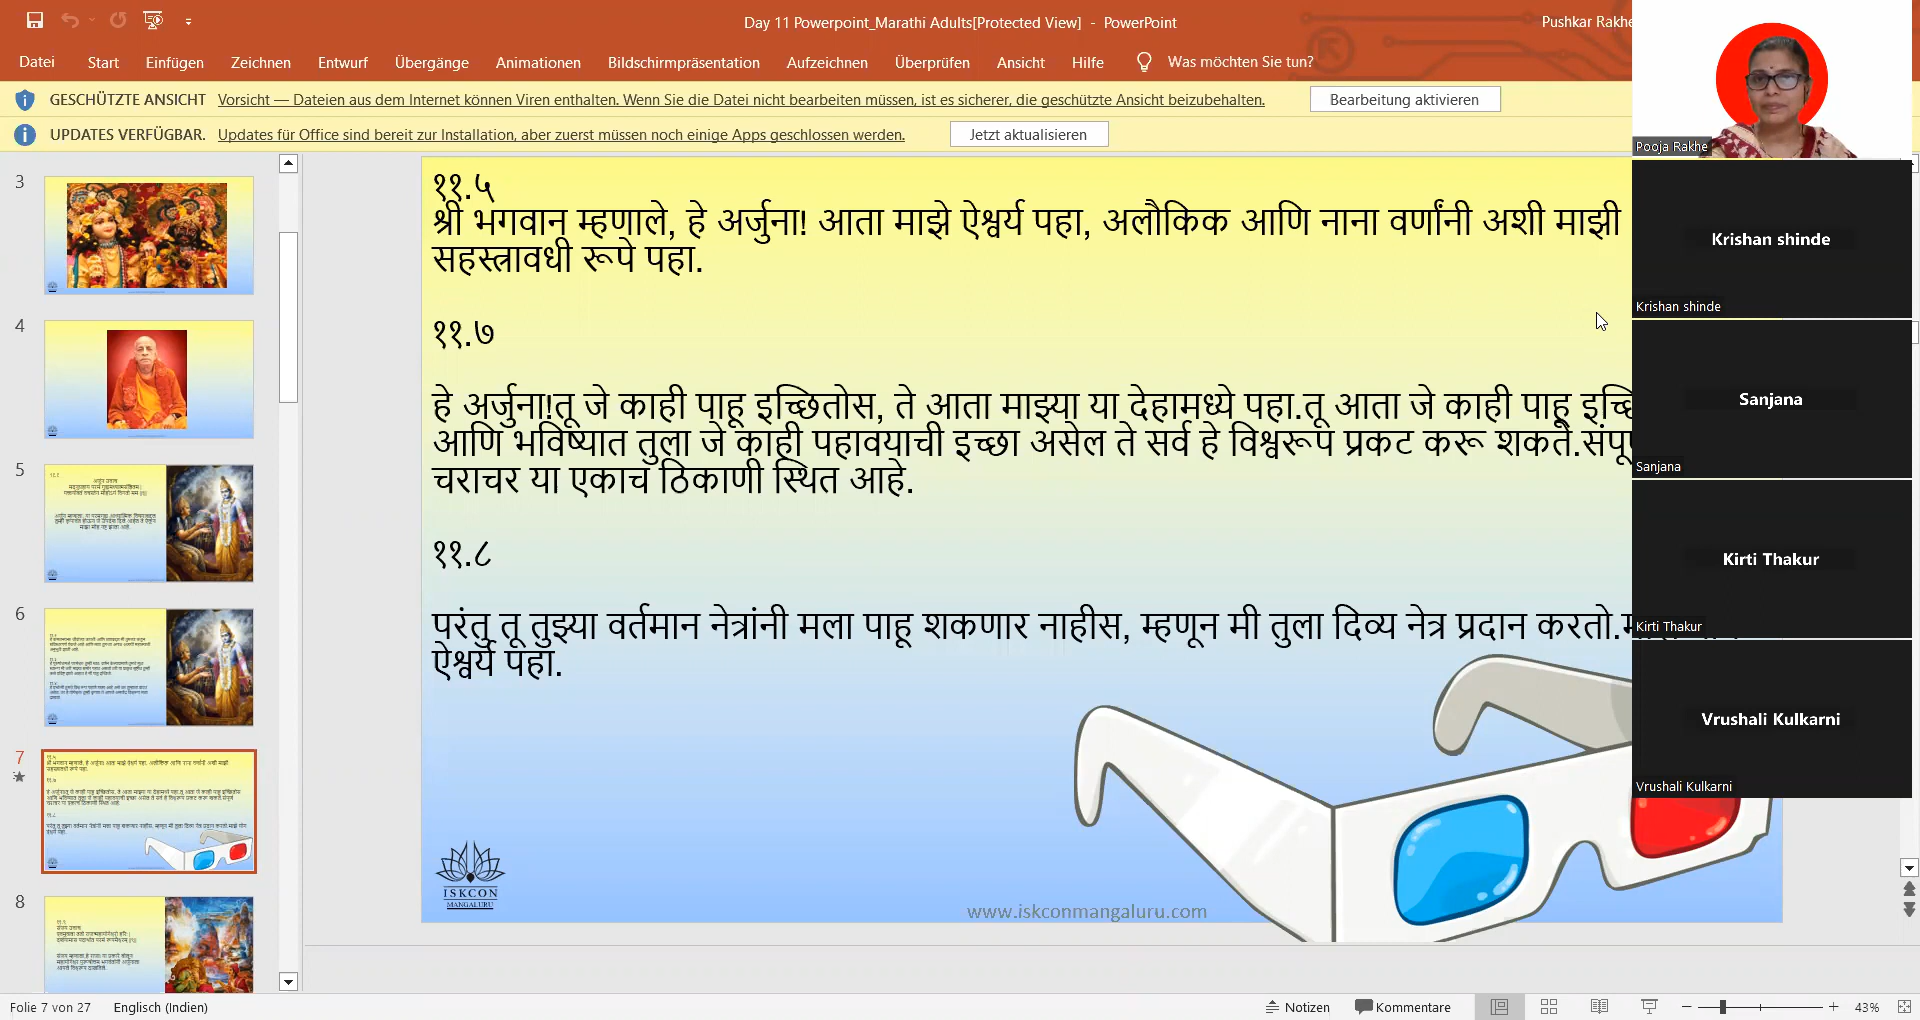 Day 11 Powerpoint_Marathi Adults[Protected View] - PowerPoint
Pushkar Rakhe
Datei Start Einfügen Zeichnen Entwurf Übergänge Animationen Bildschirmpräsentation Aufzeichnen Überprüfen Ansicht Hilfe Was möchten Sie tun?
GESCHÜTZTE ANSICHT Vorsicht — Dateien aus dem Internet können Viren enthalten. Wenn Sie die Datei nicht bearbeiten müssen, ist es sicherer, die geschützte Ansicht beizubehalten. Bearbeitung aktivieren
UPDATES VERFÜGBAR. Updates für Office sind bereit zur Installation, aber zuerst müssen noch einige Apps geschlossen werden. Jetzt aktualisieren
3
4
5
6
7
8
११.५
श्री भगवान म्हणाले, हे अर्जुना! आता माझे ऐश्वर्य पहा, अलौकिक आणि नाना वर्णांनी अशी माझी
सहस्त्रावधी रूपे पहा.
११.७
हे अर्जुना!तू जे काही पाहू इच्छितोस, ते आता माझ्या या देहामध्ये पहा.तू आता जे काही पाहू
आणि भविष्यात तुला जे काही पहावयाची इच्छा असेल ते सर्व हे विश्वरूप प्रकट करू शकते.
चराचर या एकाच ठिकाणी स्थित आहे.
११.८
परंतु तू तुझ्या वर्तमान नेत्रांनी मला पाहू शकणार नाहीस, म्हणून मी तुला दिव्य नेत्र प्रदान करतो.
ऐश्वर्य पहा.
ISKCON
MANGALURU
www.iskconmangaluru.com
Pooja Rakhe
Krishan shinde
Krishan shinde
Sanjana
Sanjana
Kirti Thakur
Kirti Thakur
Vrushali Kulkarni
Vrushali Kulkarni
Folie 7 von 27 Englisch (Indien) Notizen Kommentare 43%